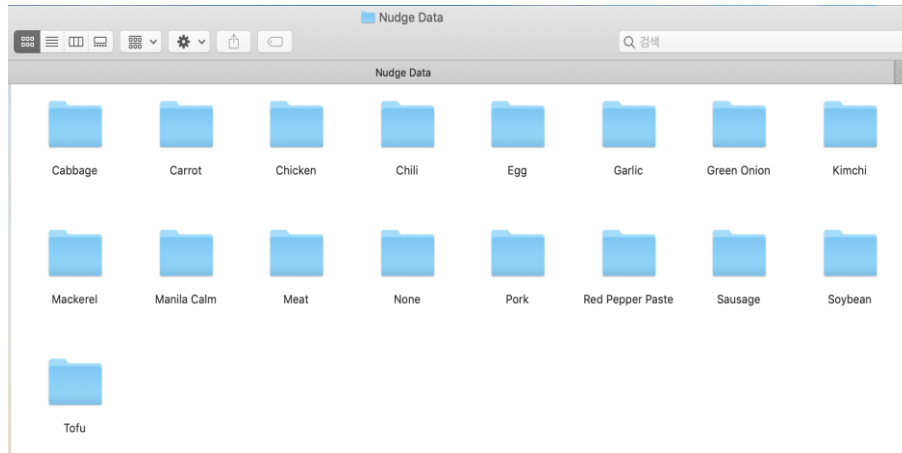 Nudge Data
검색
Nudge Data
Cabbage Carrot Chicken Chili Egg Garlic Green Onion Kimchi
Mackerel Manila Calm Meat None Pork Red Pepper Paste Sausage Soybean
Tofu